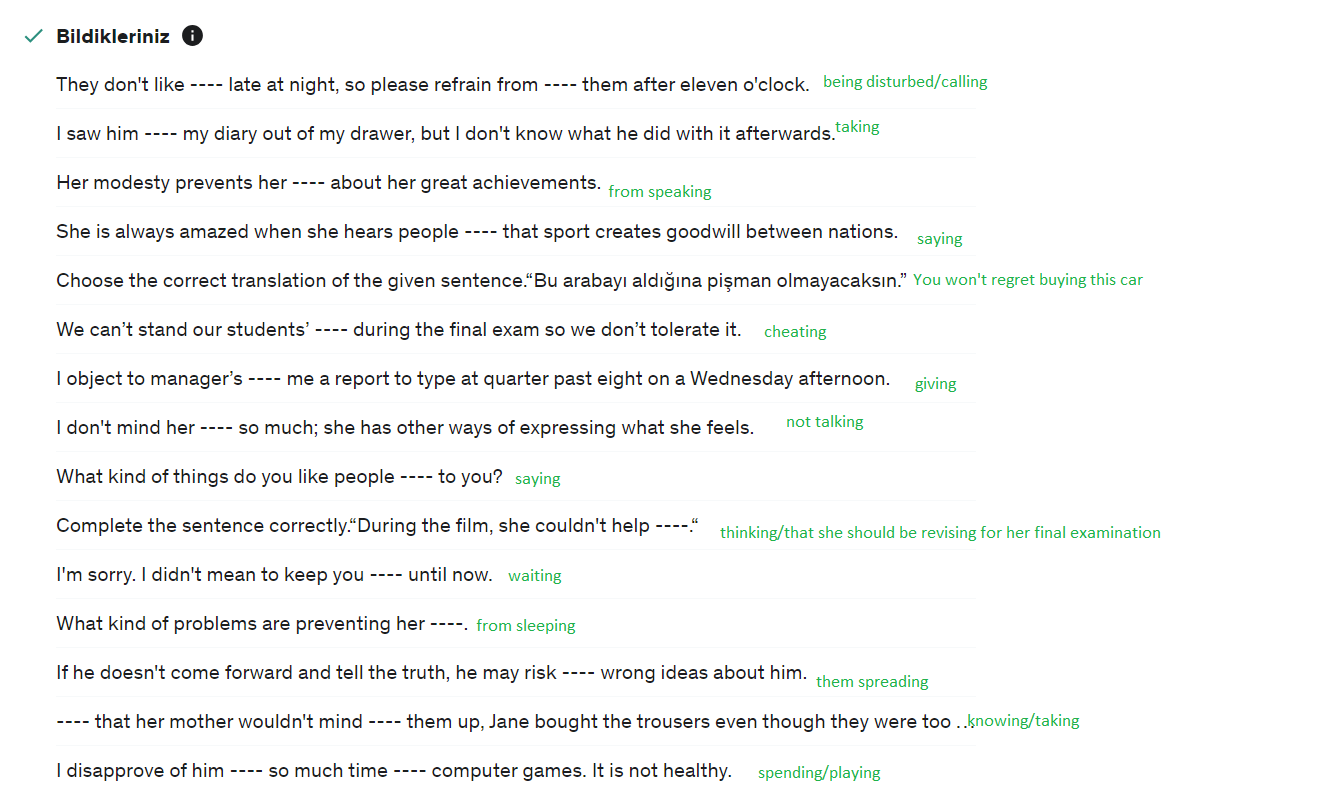 Bildikleriniz
They don't like ---- late at night, so please refrain from ---- them after eleven o'clock. being disturbed/calling
I saw him ---- my diary out of my drawer, but I don't know what he did with it afterwards. taking
Her modesty prevents her ---- about her great achievements. from speaking
She is always amazed when she hears people ---- that sport creates goodwill between nations. saying
Choose the correct translation of the given sentence.“Bu arabayı aldığına pişman olmayacaksın.” You won't regret buying this car
We can’t stand our students’ ---- during the final exam so we don’t tolerate it. cheating
I object to manager’s ---- me a report to type at quarter past eight on a Wednesday afternoon. giving
I don't mind her ---- so much; she has other ways of expressing what she feels. not talking
What kind of things do you like people ---- to you? saying
Complete the sentence correctly.“During the film, she couldn't help ----.“ thinking/that she should be revising for her final examination
I'm sorry. I didn't mean to keep you ---- until now. waiting
What kind of problems are preventing her ----. from sleeping
If he doesn't come forward and tell the truth, he may risk ---- wrong ideas about him. them spreading
---- that her mother wouldn't mind ---- them up, Jane bought the trousers even though they were too ... knowing/taking
I disapprove of him ---- so much time ---- computer games. It is not healthy. spending/playing